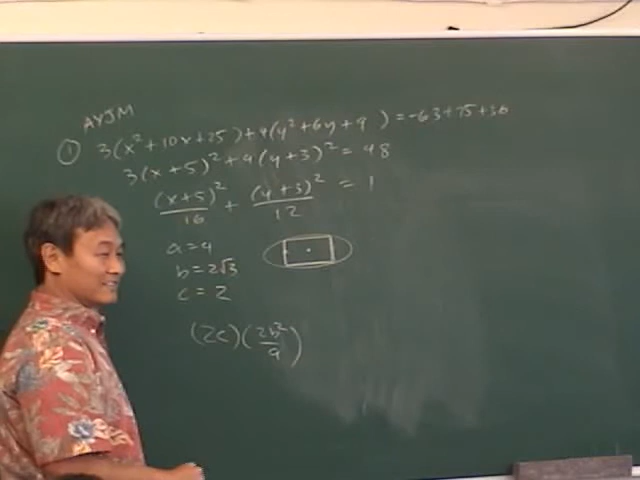 AYJM
① 3(x² + 10x + 25) + 4(y² + 6y + 9 ) = -63 + 75 + 36
3(x + 5)² + 4(y + 3)² = 48
(x + 5)²/16 + (y + 3)²/12 = 1
a = 4
b = 2√3
c = 2
(2c)(2b²/a)